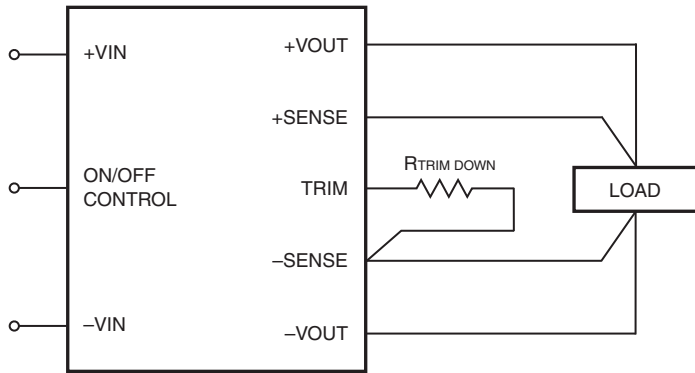 +VIN
ON/OFF
CONTROL
–VIN
+VOUT
+SENSE
TRIM
–SENSE
–VOUT
RTRIM DOWN
LOAD